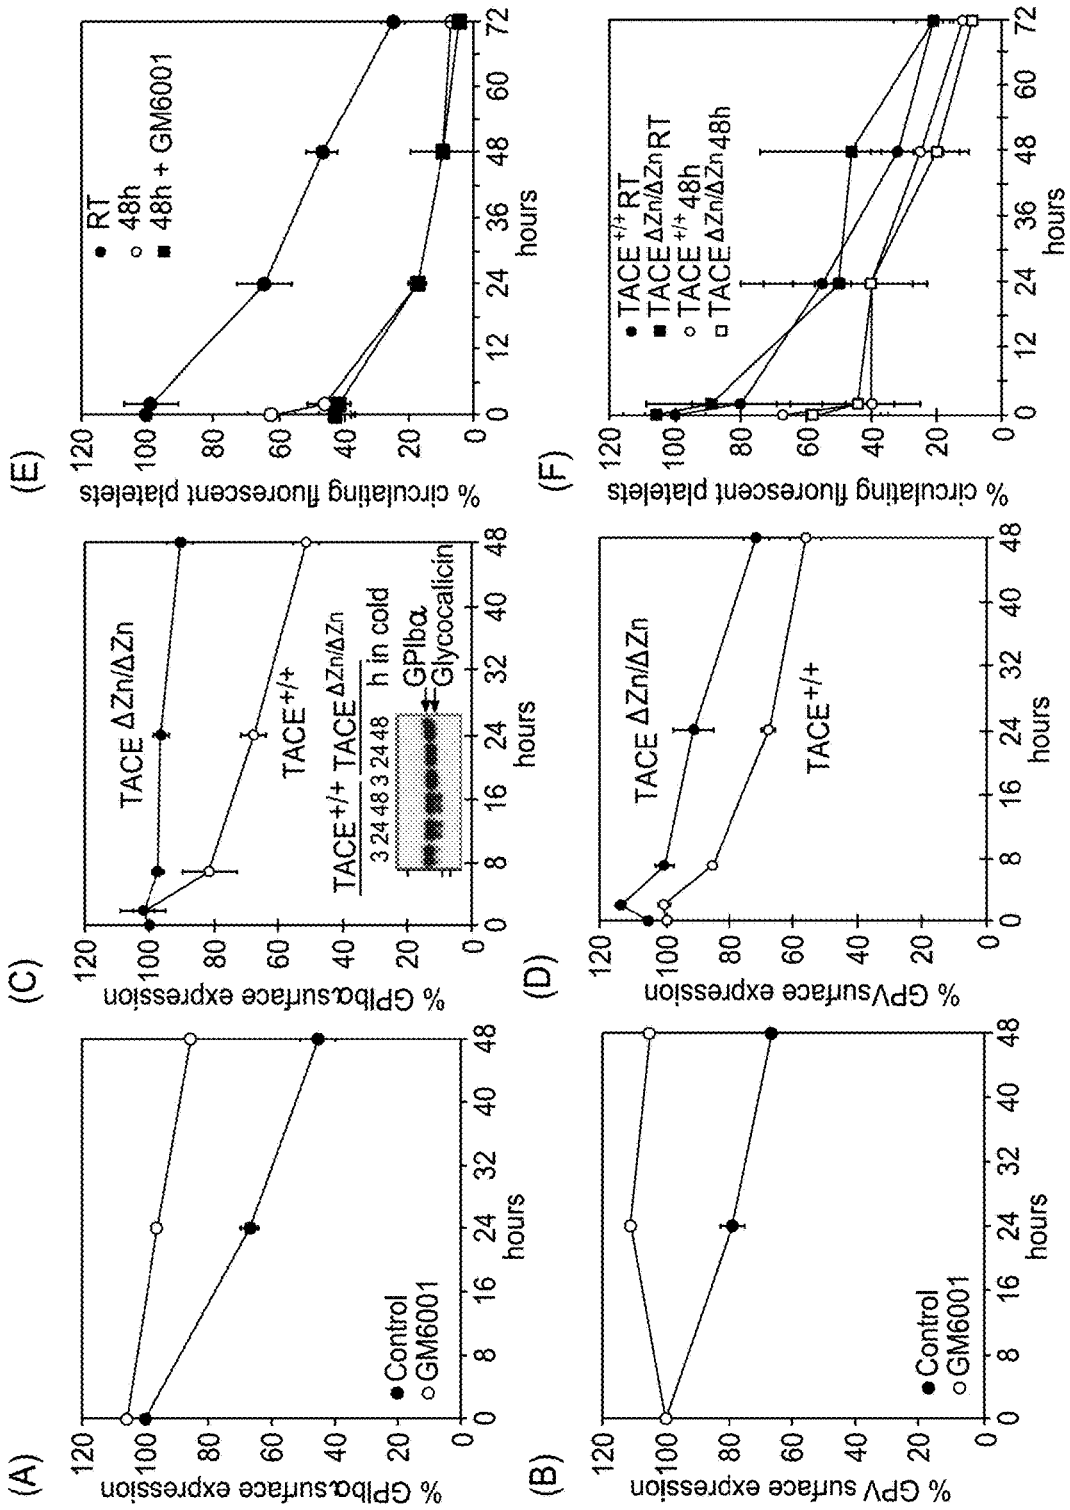 (A)
% GPIbα surface expression
120
100
80
60
40
20
0
0 8 16 24 32 40 48
hours
Control
GM6001
(B)
% GPV surface expression
120
100
80
60
40
20
0
0 8 16 24 32 40 48
hours
Control
GM6001
(C)
% GPIbα surface expression
120
100
80
60
40
20
0
0 8 16 24 32 40 48
hours
TACE ΔZn/ΔZn
TACE+/+
TACE+/+ TACEΔZn/ΔZn
3 24 48 3 24 48 h in cold
GPIbα
Glycocalicin
(D)
% GPV surface expression
120
100
80
60
40
20
0
0 8 16 24 32 40 48
hours
TACE ΔZn/ΔZn
TACE+/+
(E)
% circulating fluorescent platelets
120
100
80
60
40
20
0
0 12 24 36 48 60 72
hours
RT
48h
48h + GM6001
(F)
% circulating fluorescent platelets
120
100
80
60
40
20
0
0 12 24 36 48 60 72
hours
TACE+/+ RT
TACE ΔZn/ΔZn RT
TACE+/+ 48h
TACE ΔZn/ΔZn 48h